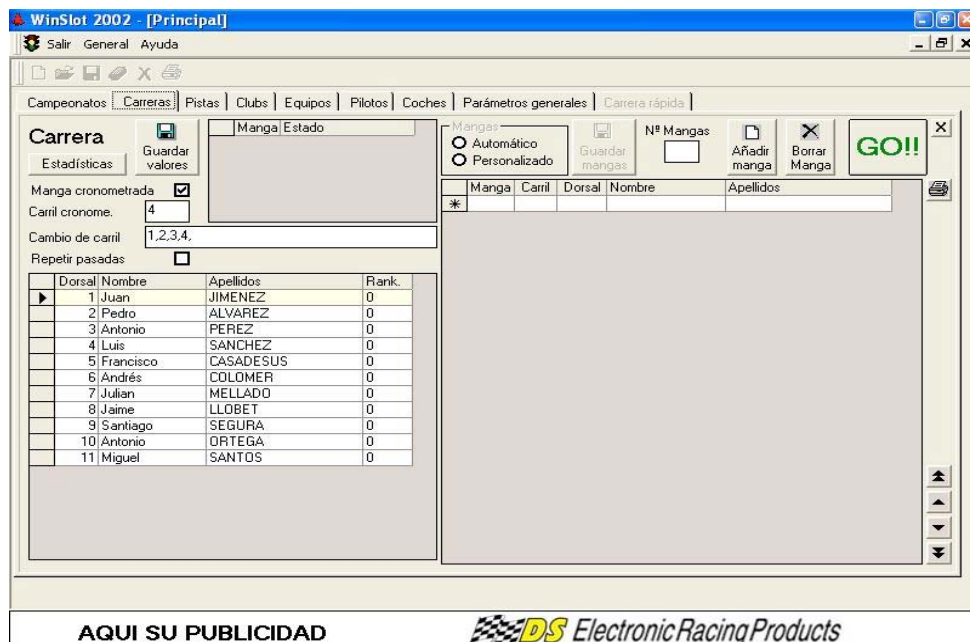 WinSlot 2002 - [Principal]
Salir General Ayuda
Campeonatos Carreras Pistas Clubs Equipos Pilotos Coches Parámetros generales Carrera rápida
Carrera
Estadísticas
Guardar valores
Manga Estado
Manga cronometrada
Carril cronome. 4
Cambio de carril 1,2,3,4,
Repetir pasadas
Dorsal Nombre Apellidos Rank.
1 Juan JIMENEZ 0
2 Pedro ALVAREZ 0
3 Antonio PEREZ 0
4 Luis SANCHEZ 0
5 Francisco CASADESUS 0
6 Andrés COLOMER 0
7 Julian MELLADO 0
8 Jaime LLOBET 0
9 Santiago SEGURA 0
10 Antonio ORTEGA 0
11 Miguel SANTOS 0
Mangas
Automático
Personalizado
Guardar mangas
Nº Mangas
Añadir manga
Borrar Manga
GO!!
Manga Carril Dorsal Nombre Apellidos
AQUI SU PUBLICIDAD
DS Electronic Racing Products